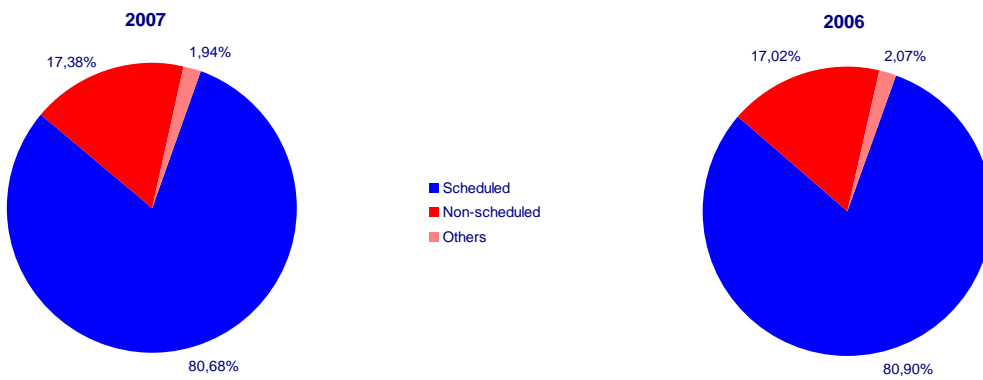 2007
1,94%
17,38%
80,68%
Scheduled
Non-scheduled
Others
2006
17,02%
2,07%
80,90%